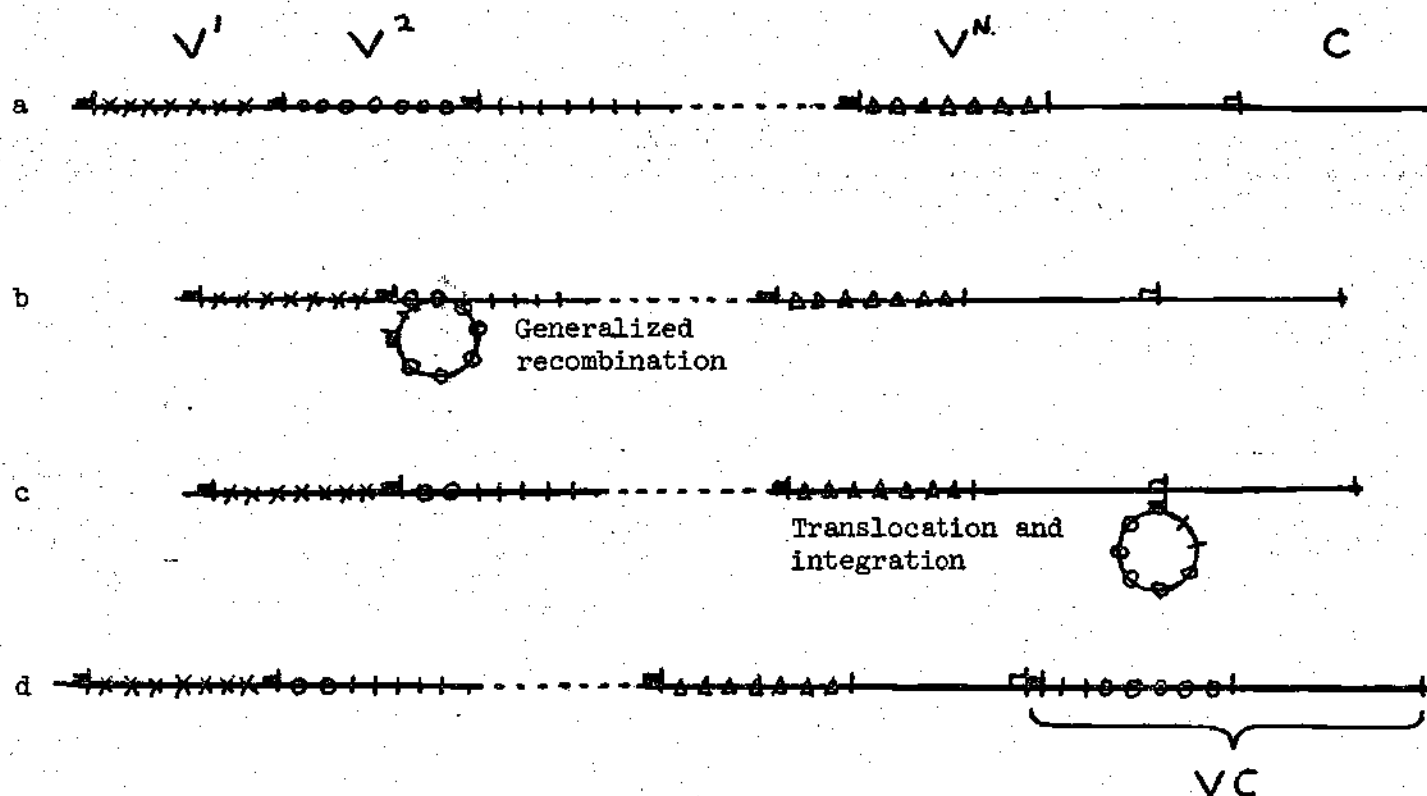 V¹ V² Vᴺ· C
a
b
Generalized
recombination
c
Translocation and
integration
d
VC